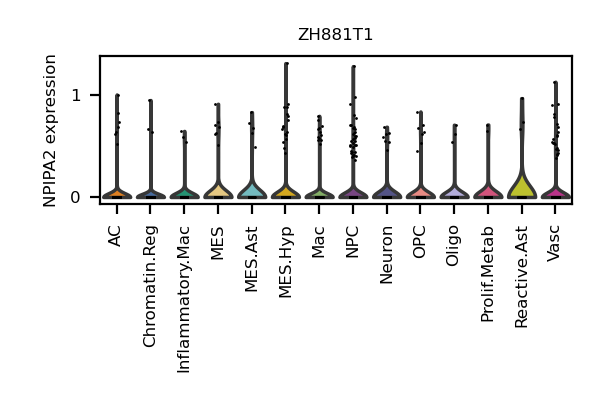 ZH881T1
NPIPA2 expression
1
0
AC
Chromatin.Reg
Inflammatory.Mac
MES
MES.Ast
MES.Hyp
Mac
NPC
Neuron
OPC
Oligo
Prolif.Metab
Reactive.Ast
Vasc